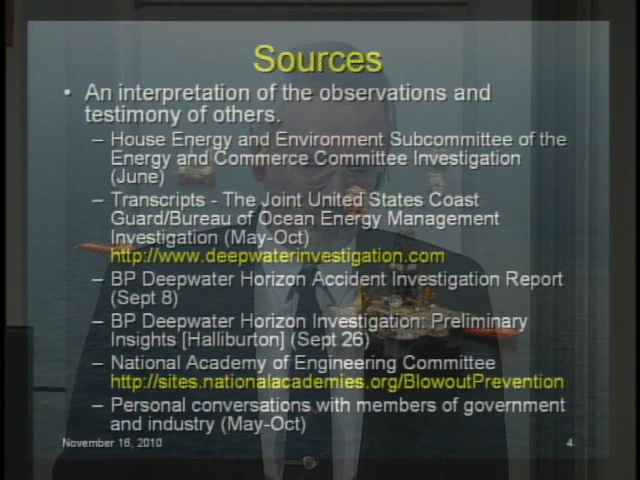 Sources
• An interpretation of the observations and
testimony of others.
– House Energy and Environment Subcommittee of the
Energy and Commerce Committee Investigation
(June)
– Transcripts - The Joint United States Coast
Guard/Bureau of Ocean Energy Management
Investigation (May-Oct)
http://www.deepwaterinvestigation.com
– BP Deepwater Horizon Accident Investigation Report
(Sept 8)
– BP Deepwater Horizon Investigation: Preliminary
Insights [Halliburton] (Sept 26)
– National Academy of Engineering Committee
http://sites.nationalacademies.org/BlowoutPrevention
– Personal conversations with members of government
and industry (May-Oct)
November 16, 2010 4